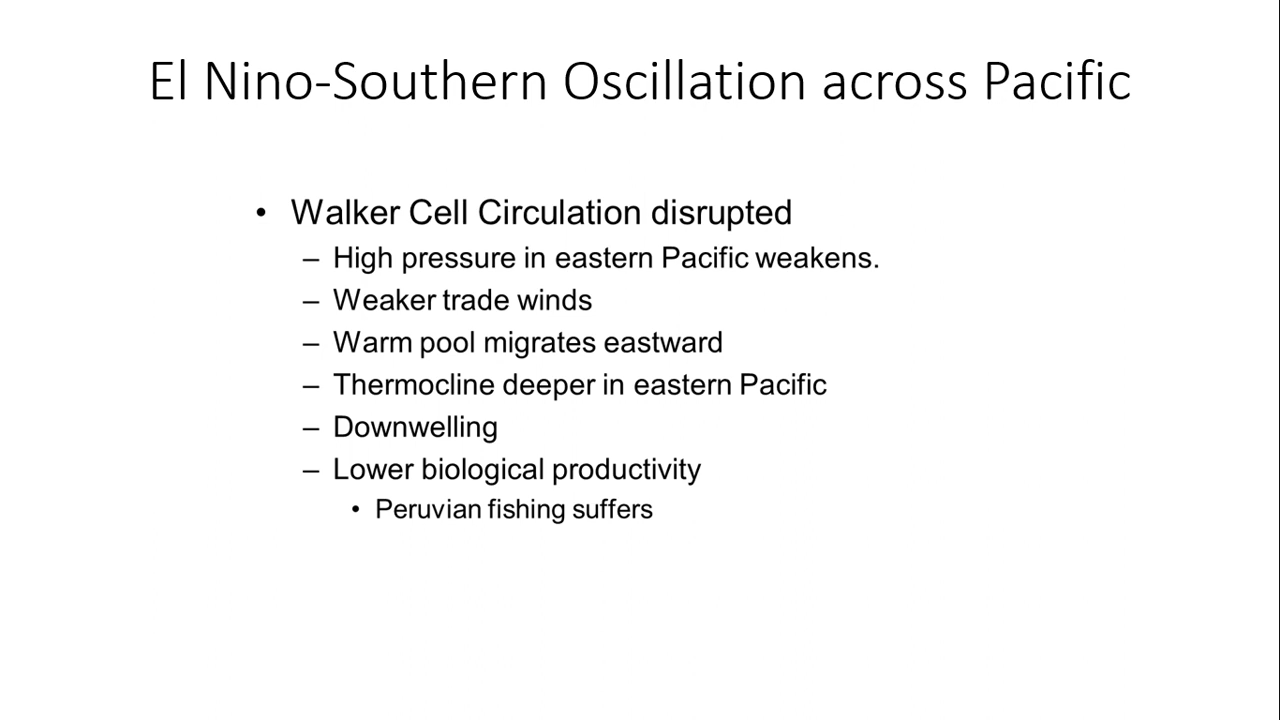 El Nino-Southern Oscillation across Pacific
• Walker Cell Circulation disrupted
– High pressure in eastern Pacific weakens.
– Weaker trade winds
– Warm pool migrates eastward
– Thermocline deeper in eastern Pacific
– Downwelling
– Lower biological productivity
• Peruvian fishing suffers